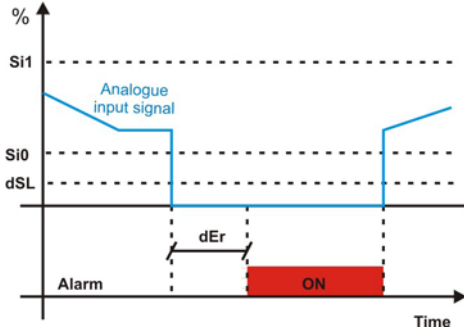 %
Si1
Analogue
input signal
Si0
dSL
dEr
Alarm
ON
Time